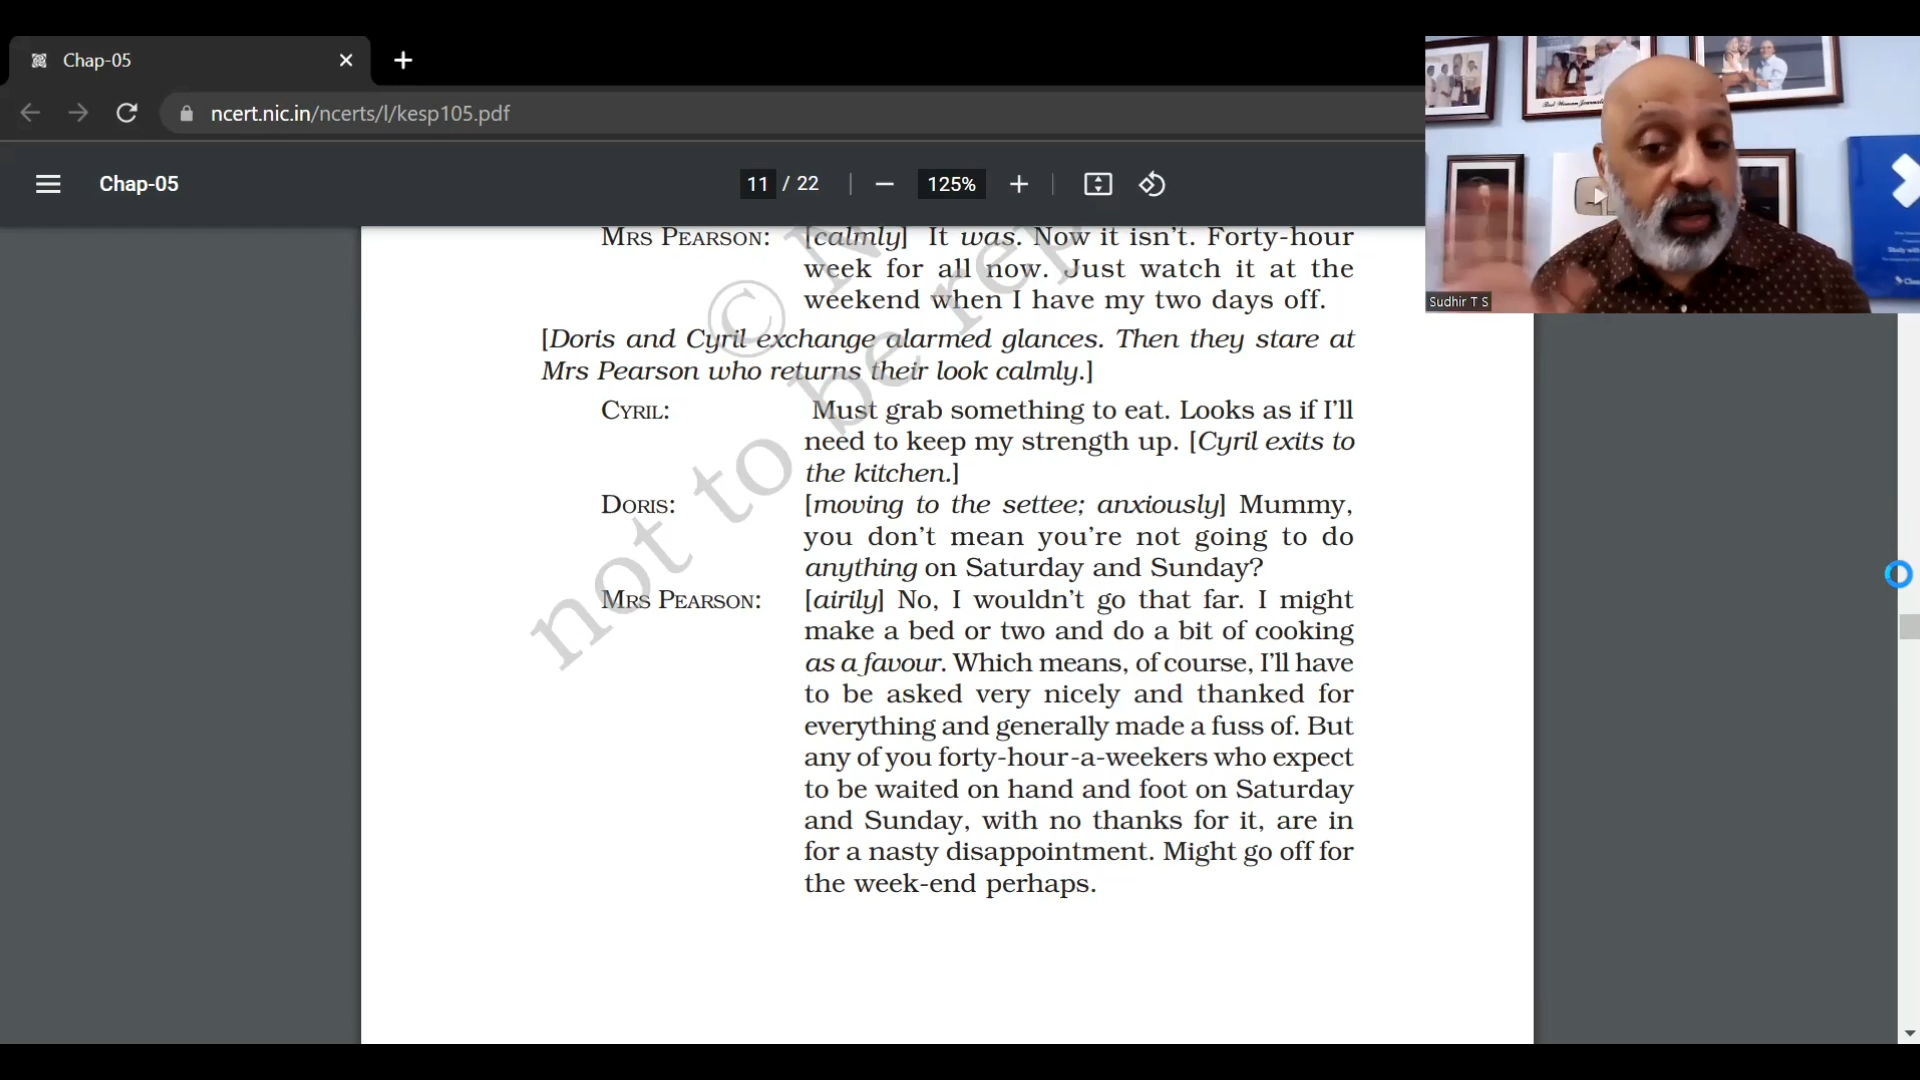 Chap-05
ncert.nic.in/ncerts/l/kesp105.pdf
Chap-05
11 / 22
125%
Sudhir T S
MRS PEARSON: [calmly] It was. Now it isn't. Forty-hour
week for all now. Just watch it at the
weekend when I have my two days off.
[Doris and Cyril exchange alarmed glances. Then they stare at
Mrs Pearson who returns their look calmly.]
CYRIL: Must grab something to eat. Looks as if I'll
need to keep my strength up. [Cyril exits to
the kitchen.]
DORIS: [moving to the settee; anxiously] Mummy,
you don't mean you're not going to do
anything on Saturday and Sunday?
MRS PEARSON: [airily] No, I wouldn't go that far. I might
make a bed or two and do a bit of cooking
as a favour. Which means, of course, I'll have
to be asked very nicely and thanked for
everything and generally made a fuss of. But
any of you forty-hour-a-weekers who expect
to be waited on hand and foot on Saturday
and Sunday, with no thanks for it, are in
for a nasty disappointment. Might go off for
the week-end perhaps.
© N
not to be rep